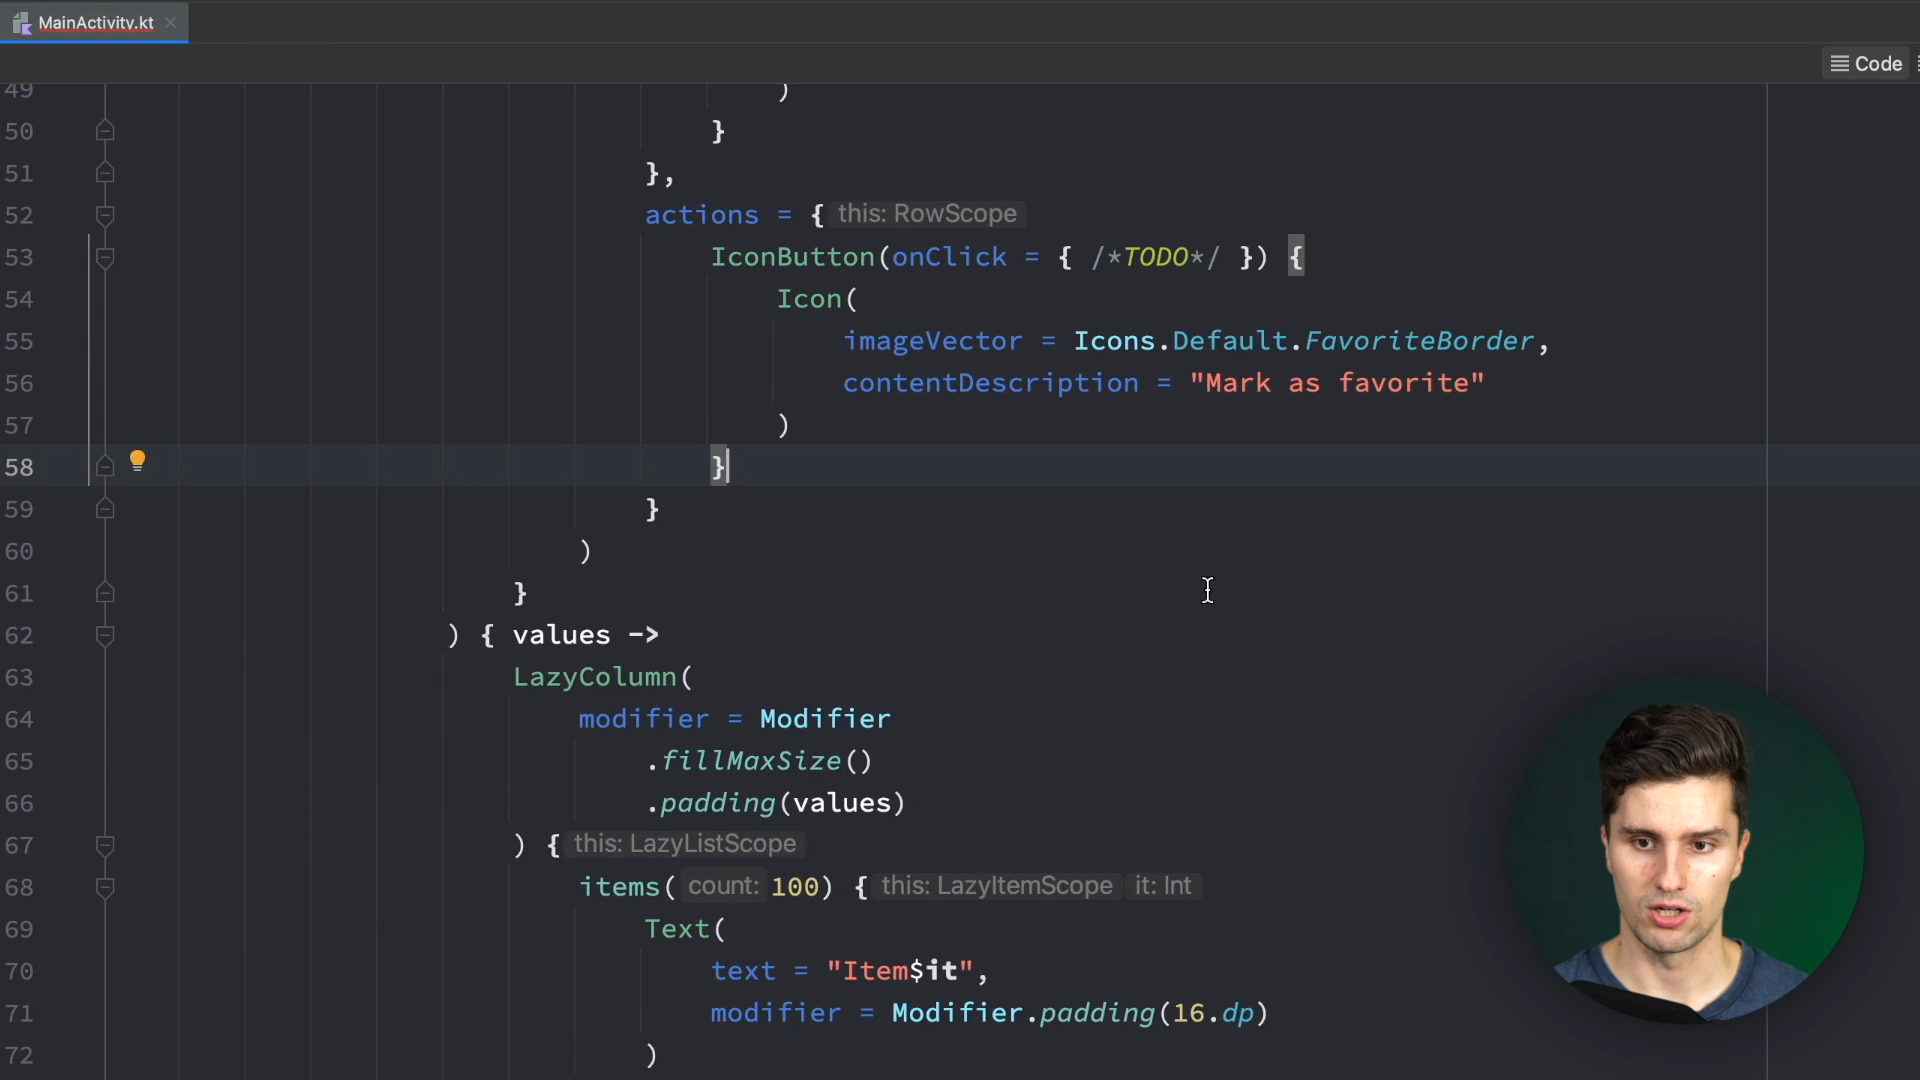 MainActivity.kt
Code
49 )
50 }
51 },
52 actions = { this: RowScope
53 IconButton(onClick = { /*TODO*/ }) {
54 Icon(
55 imageVector = Icons.Default.FavoriteBorder,
56 contentDescription = "Mark as favorite"
57 )
58 }
59 }
60 )
61 }
62 ) { values ->
63 LazyColumn(
64 modifier = Modifier
65 .fillMaxSize()
66 .padding(values)
67 ) { this: LazyListScope
68 items( count: 100) { this: LazyItemScope it: Int
69 Text(
70 text = "Item$it",
71 modifier = Modifier.padding(16.dp)
72 )